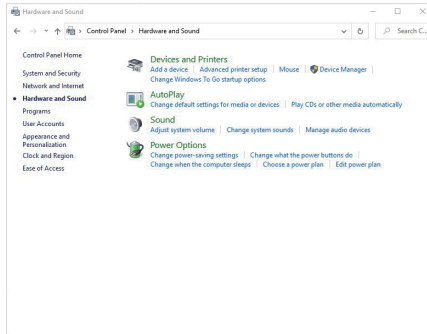 Hardware and Sound
Control Panel > Hardware and Sound
Search C...
Control Panel Home
System and Security
Network and Internet
Hardware and Sound
Programs
User Accounts
Appearance and
Personalization
Clock and Region
Ease of Access
Devices and Printers
Add a device | Advanced printer setup | Mouse | Device Manager |
Change Windows To Go startup options
AutoPlay
Change default settings for media or devices | Play CDs or other media automatically
Sound
Adjust system volume | Change system sounds | Manage audio devices
Power Options
Change power-saving settings | Change what the power buttons do |
Change when the computer sleeps | Choose a power plan | Edit power plan